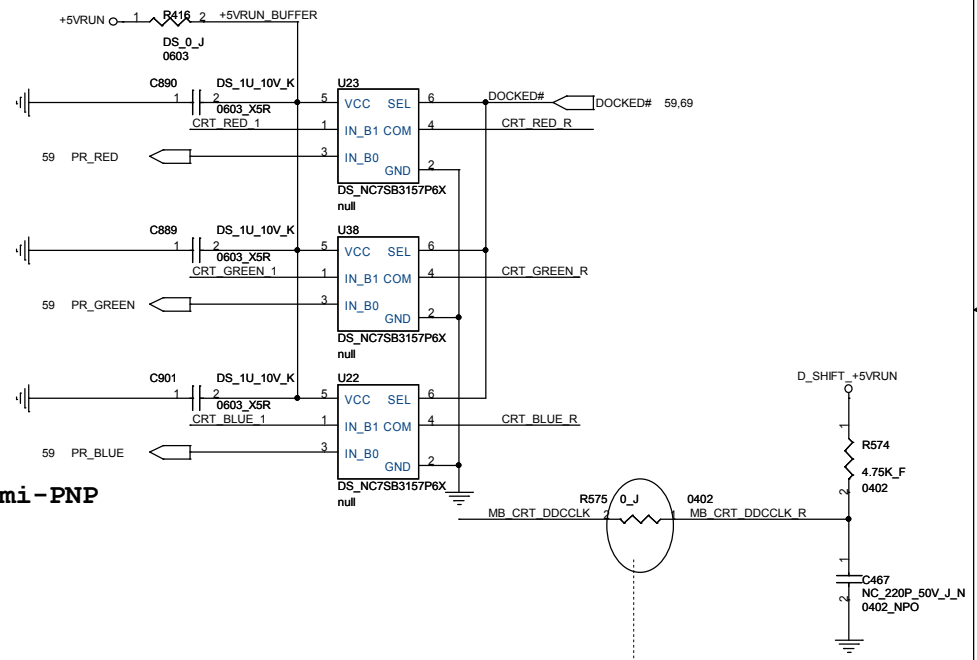 +5VRUN 1 R416 2 +5VRUN_BUFFER
DS_0_J
0603
C890 DS_1U_10V_K U23
1 2 5 VCC SEL 6 DOCKED# DOCKED# 59,69
0603_X5R
CRT_RED_1 1 IN_B1 COM 4 CRT_RED_R
59 PR_RED 3 IN_B0
GND 2
DS_NC7SB3157P6X
null
C889 DS_1U_10V_K U38
1 2 5 VCC SEL 6
0603_X5R
CRT_GREEN_1 1 IN_B1 COM 4 CRT_GREEN_R
59 PR_GREEN 3 IN_B0
GND 2
DS_NC7SB3157P6X
null
C901 DS_1U_10V_K U22
1 2 5 VCC SEL 6
0603_X5R
CRT_BLUE_1 1 IN_B1 COM 4 CRT_BLUE_R
59 PR_BLUE 3 IN_B0
GND 2
DS_NC7SB3157P6X
null
mi-PNP
D_SHIFT_+5VRUN
1
R574
4.75K_F
0402
2
R575 0_J 0402
MB_CRT_DDCCLK 2 1 MB_CRT_DDCCLK_R
1
C467
NC_220P_50V_J_N
0402_NPO
2